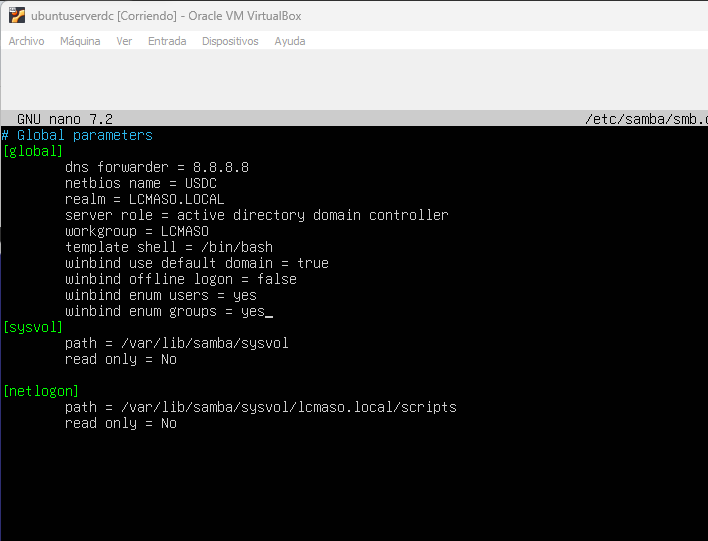 ubuntuserverdc [Corriendo] - Oracle VM VirtualBox
Archivo Máquina Ver Entrada Dispositivos Ayuda
GNU nano 7.2 /etc/samba/smb.c
# Global parameters
[global]
dns forwarder = 8.8.8.8
netbios name = USDC
realm = LCMASO.LOCAL
server role = active directory domain controller
workgroup = LCMASO
template shell = /bin/bash
winbind use default domain = true
winbind offline logon = false
winbind enum users = yes
winbind enum groups = yes_
[sysvol]
path = /var/lib/samba/sysvol
read only = No
[netlogon]
path = /var/lib/samba/sysvol/lcmaso.local/scripts
read only = No